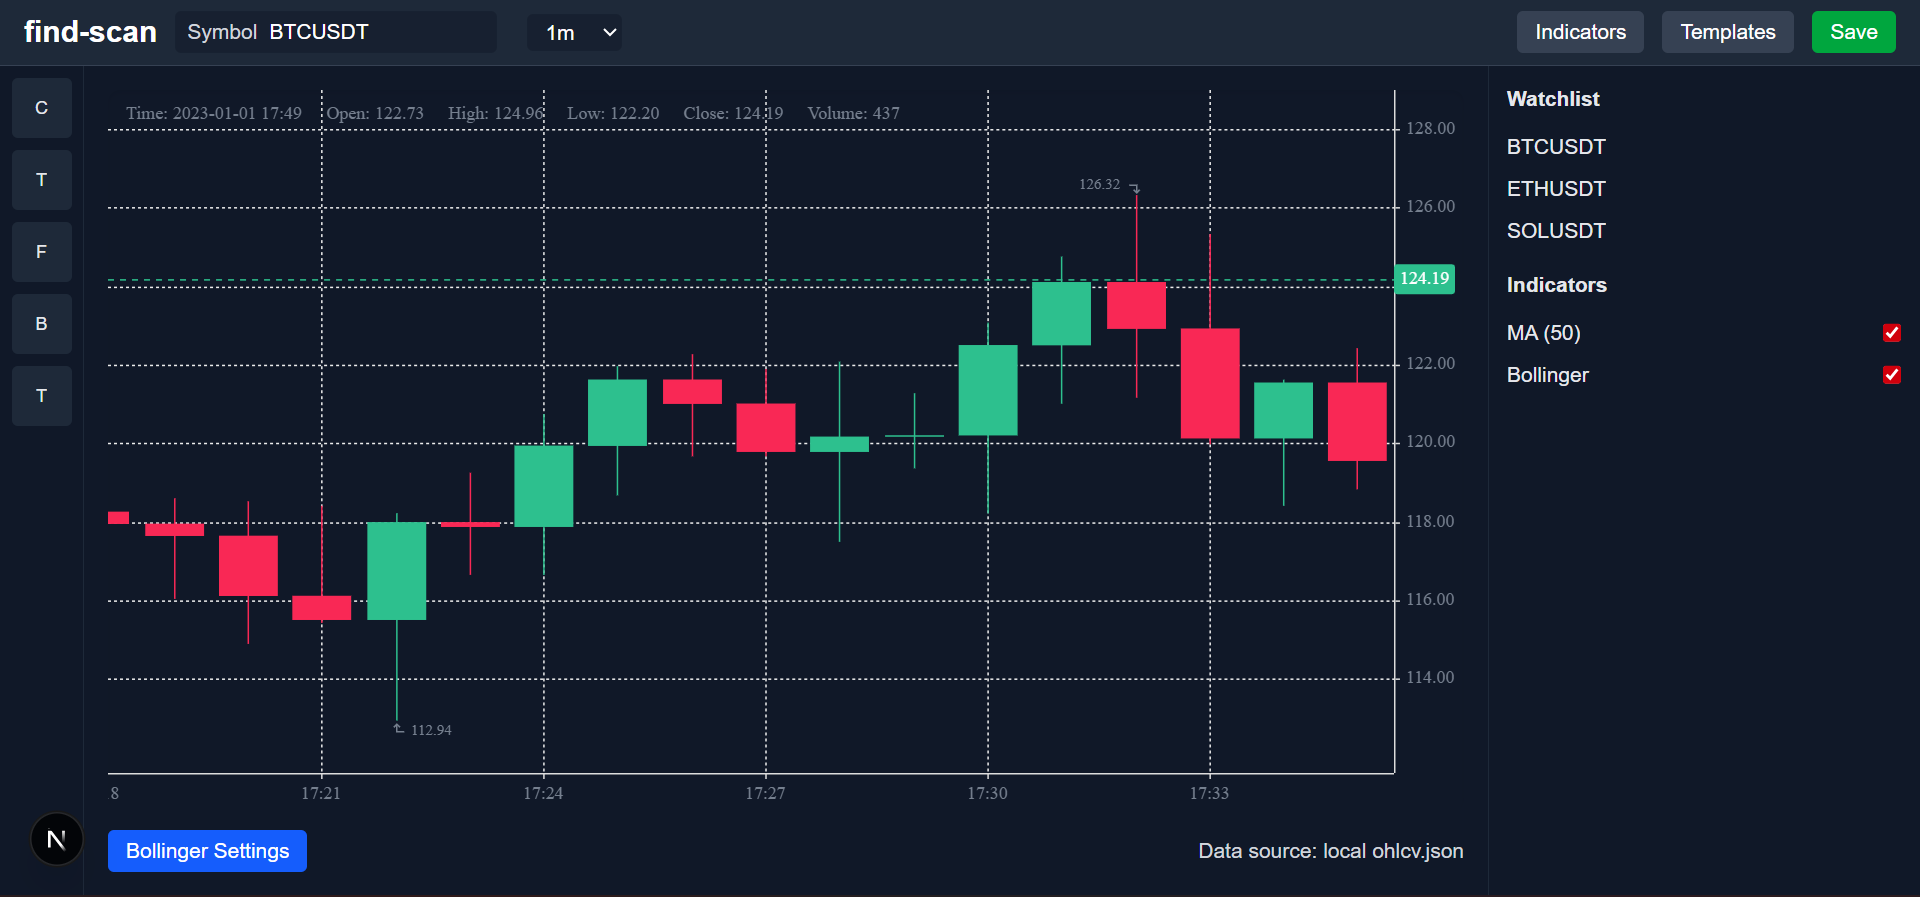 find-scan Symbol BTCUSDT 1m Indicators Templates Save
C
T
F
B
T
Time: 2023-01-01 17:49 Open: 122.73 High: 124.96 Low: 122.20 Close: 124.19 Volume: 437
128.00
126.32
126.00
124.19
122.00
120.00
118.00
116.00
114.00
112.94
8 17:21 17:24 17:27 17:30 17:33
N
Bollinger Settings
Data source: local ohlcv.json
Watchlist
BTCUSDT
ETHUSDT
SOLUSDT
Indicators
MA (50)
Bollinger